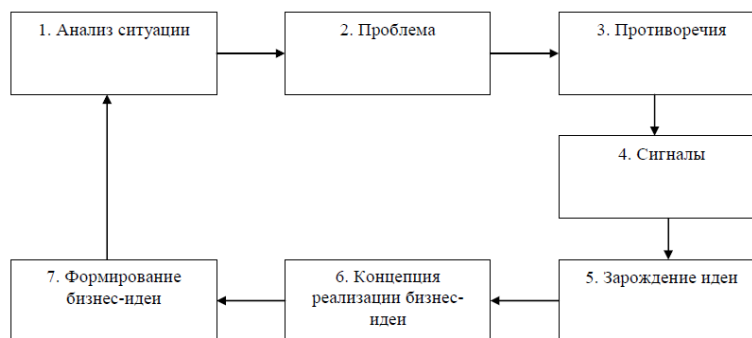 1. Анализ ситуации
2. Проблема
3. Противоречия
4. Сигналы
5. Зарождение идеи
6. Концепция
реализации бизнес-
идеи
7. Формирование
бизнес-идеи